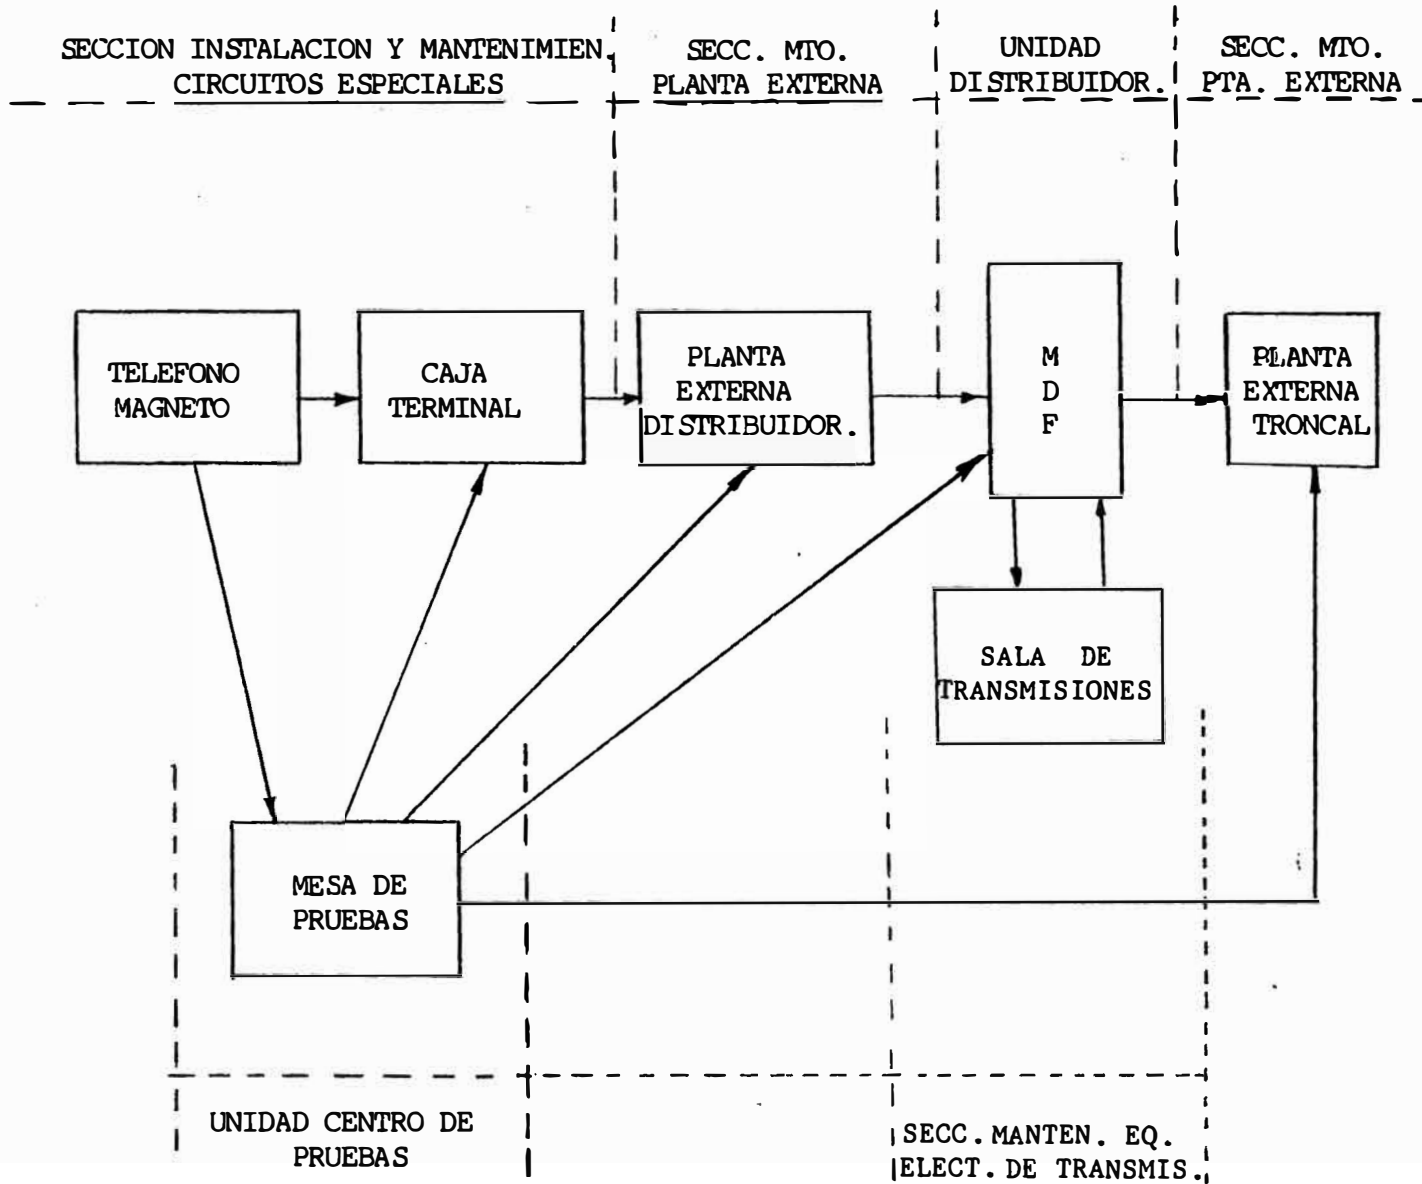 SECCION INSTALACION Y MANTENIMIEN.
CIRCUITOS ESPECIALES
SECC. MTO.
PLANTA EXTERNA
UNIDAD
DISTRIBUIDOR.
SECC. MTO.
PTA. EXTERNA
TELEFONO
MAGNETO
CAJA
TERMINAL
PLANTA
EXTERNA
DISTRIBUIDOR.
M
D
F
PLANTA
EXTERNA
TRONCAL
SALA DE
TRANSMISIONES
MESA DE
PRUEBAS
UNIDAD CENTRO DE
PRUEBAS
SECC.MANTEN. EQ.
ELECT. DE TRANSMIS.